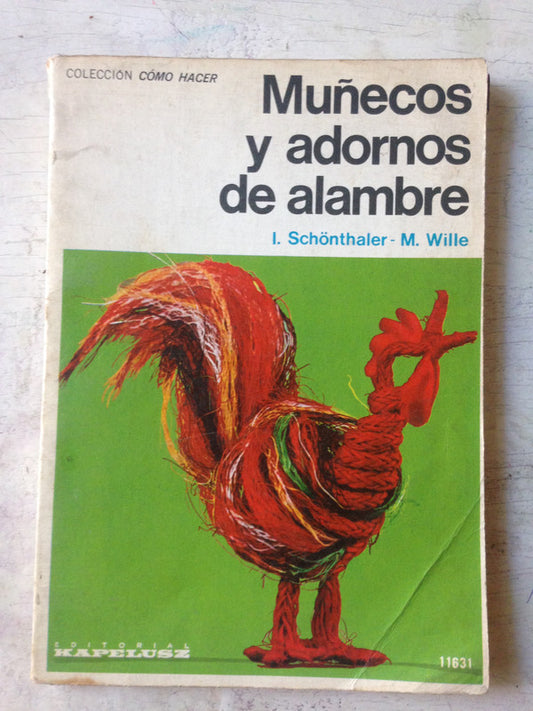 COLECCIÓN CÓMO HACER
Muñecos
y adornos
de alambre
I. Schönthaler - M. Wille
EDITORIAL
KAPELUSZ
11631